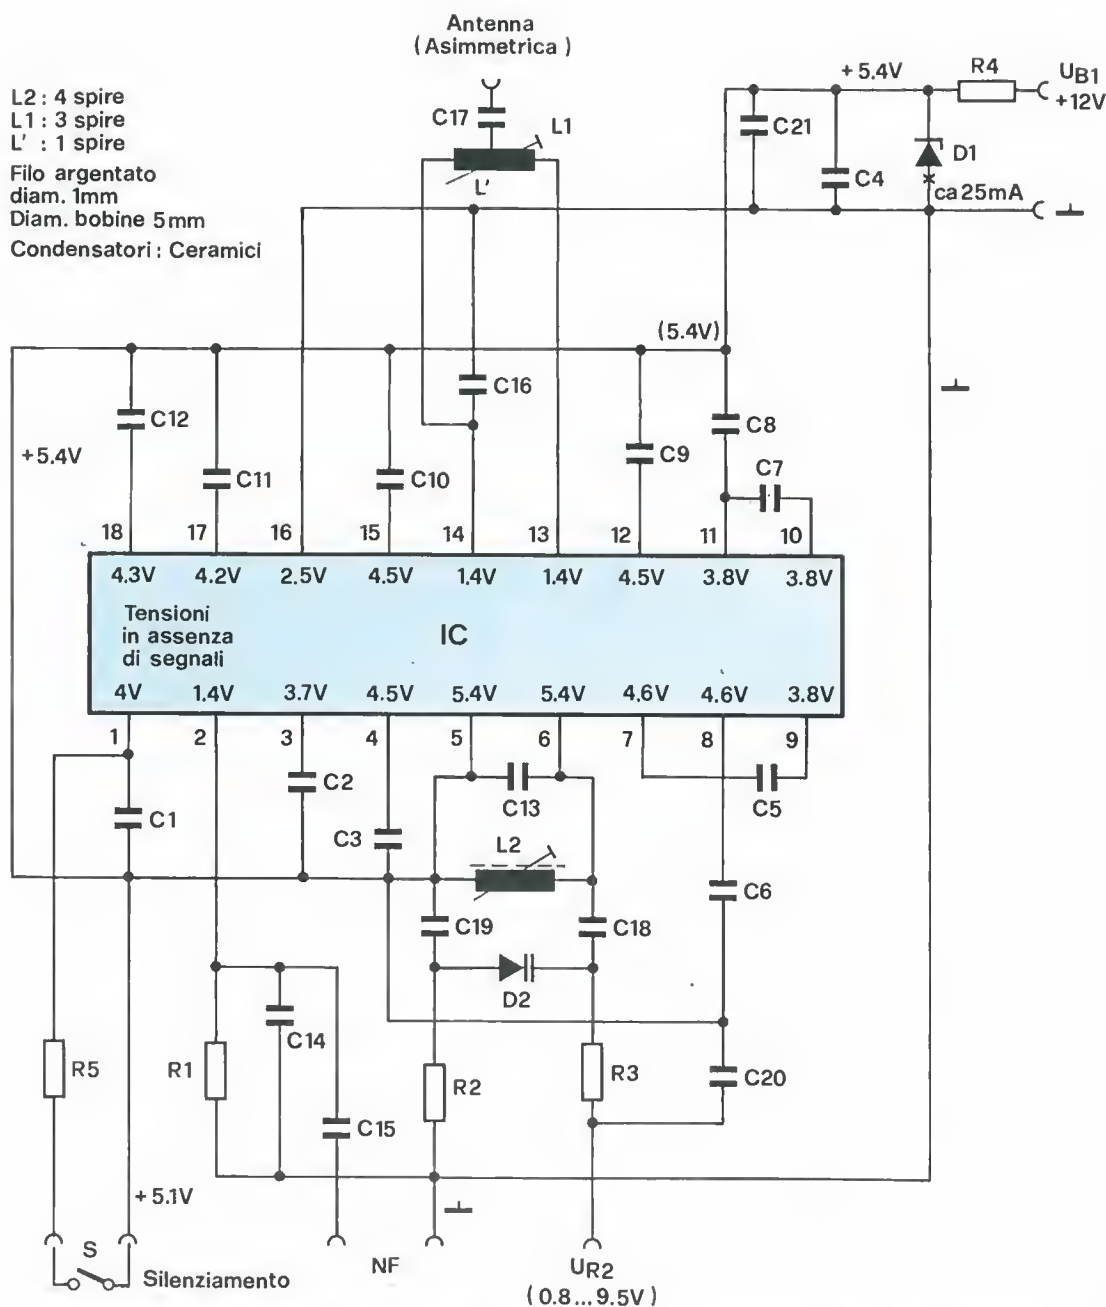 Antenna
(Asimmetrica)
L2 : 4 spire
L1 : 3 spire
L' : 1 spire
Filo argentato
diam. 1mm
Diam. bobine 5mm
Condensatori : Ceramici
C17
L1
L'
+5.4V
R4
UB1
+12V
C21
C4
D1
ca 25mA
(5.4V)
C12
C16
C8
+5.4V
C11
C10
C9
C7
18
17
16
15
14
13
12
11
10
4.3V
4.2V
2.5V
4.5V
1.4V
1.4V
4.5V
3.8V
3.8V
Tensioni
in assenza
di segnali
IC
4V
1.4V
3.7V
4.5V
5.4V
5.4V
4.6V
4.6V
3.8V
1
2
3
4
5
6
7
8
9
C1
C2
C3
C13
C5
L2
C6
C19
C18
D2
C14
R5
R1
R2
R3
C20
C15
+5.1V
S
Silenziamento
NF
UR2
(0.8...9.5V)